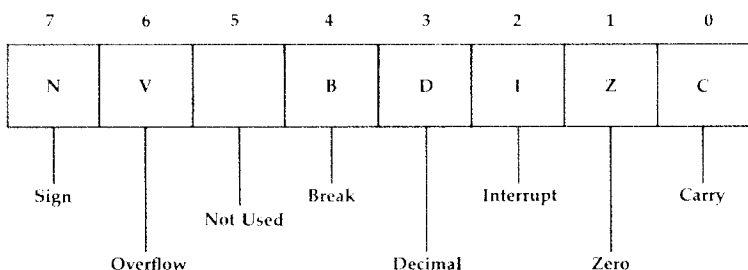 7 6 5 4 3 2 1 0
N V B D I Z C
Sign Break Interrupt Carry
Not Used
Overflow Decimal Zero